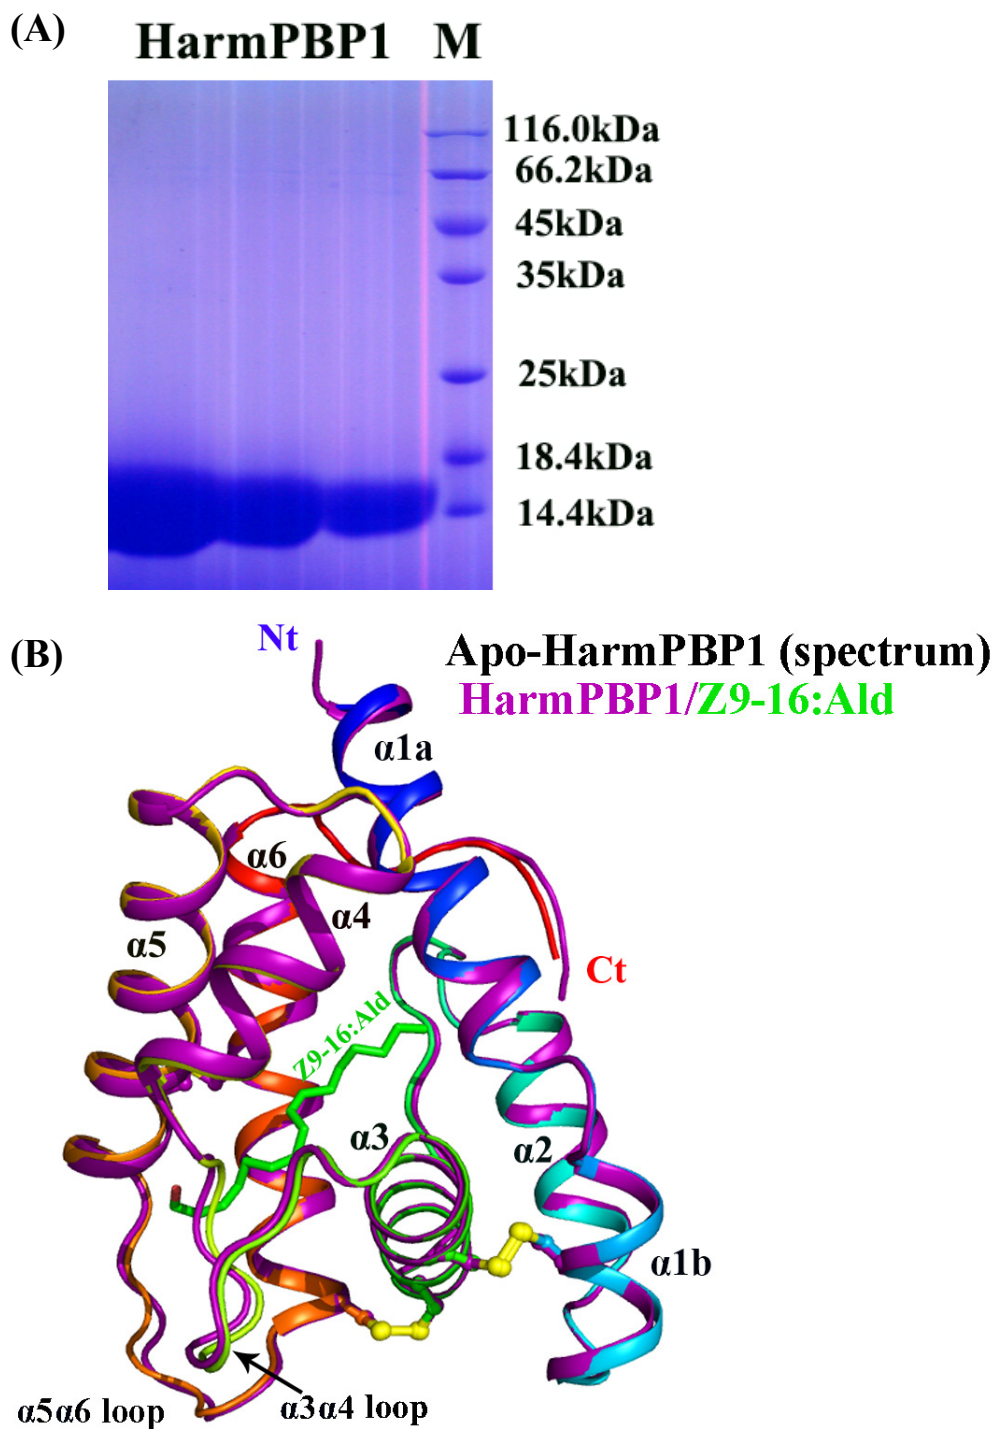 (A)
HarmPBP1 M
116.0kDa
66.2kDa
45kDa
35kDa
25kDa
18.4kDa
14.4kDa
(B)
Nt
Apo-HarmPBP1 (spectrum)
HarmPBP1/Z9-16:Ald
α1a
α6
α4
α5
Ct
Z9-16:Ald
α3
α2
α1b
α5α6 loop
α3α4 loop